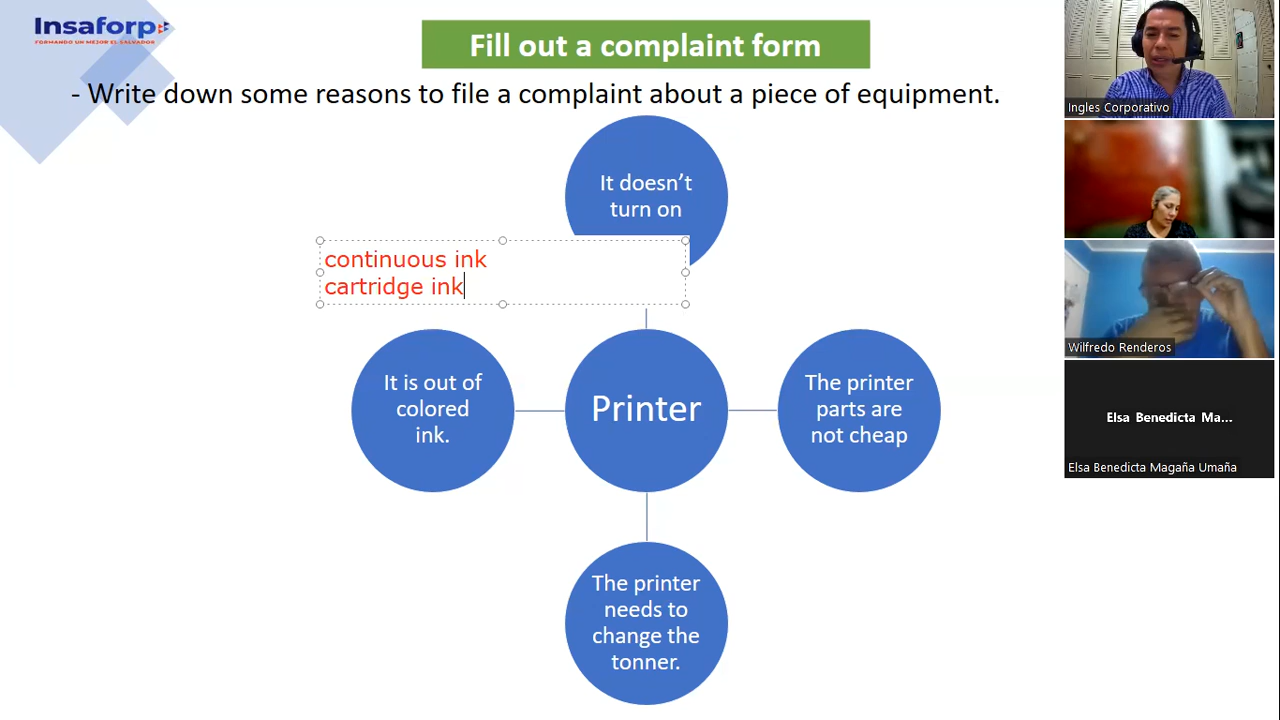 Insaforp
FORMANDO UN MEJOR EL SALVADOR
Fill out a complaint form
- Write down some reasons to file a complaint about a piece of equipment.
It doesn’t
turn on
continuous ink
cartridge ink
It is out of
colored
ink.
Printer
The printer
parts are
not cheap
The printer
needs to
change the
tonner.
Ingles Corporativo
Wilfredo Renderos
Elsa Benedicta Ma...
Elsa Benedicta Magaña Umaña